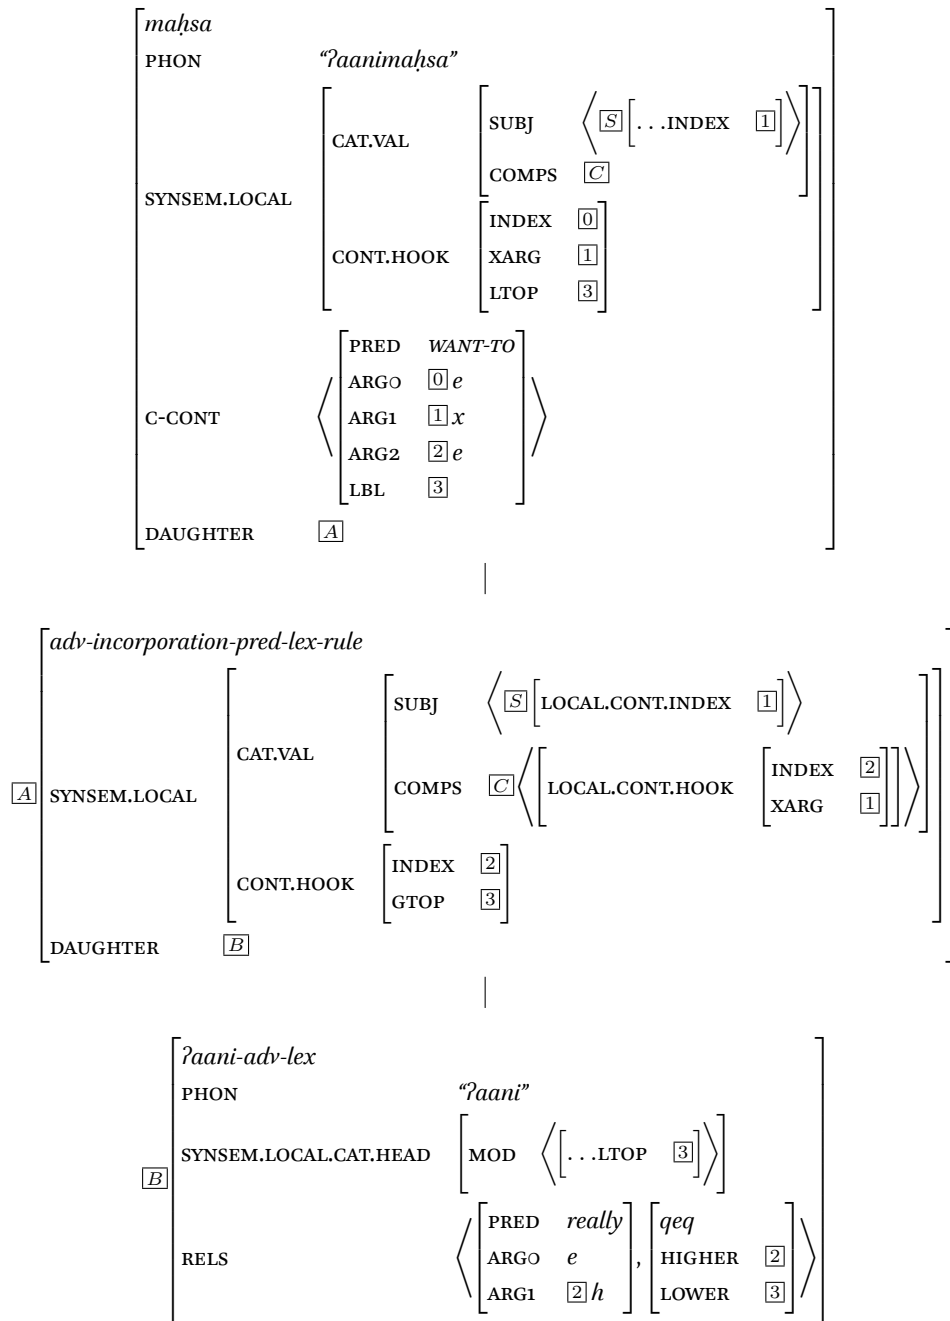 maḥsa
PHON “ʔaanimaḥsa”
SUBJ ⟨ S [ ...INDEX 1 ] ⟩
CAT.VAL
COMPS C
SYNSEM.LOCAL
INDEX 0
CONT.HOOK XARG 1
LTOP 3
PRED WANT-TO
ARG0 0 e
C-CONT ⟨ ARG1 1 x ⟩
ARG2 2 e
LBL 3
DAUGHTER A
adv-incorporation-pred-lex-rule
SUBJ ⟨ S [ LOCAL.CONT.INDEX 1 ] ⟩
CAT.VAL
INDEX 2
COMPS C ⟨ [ LOCAL.CONT.HOOK ] ⟩
A SYNSEM.LOCAL
XARG 1
INDEX 2
CONT.HOOK
GTOP 3
DAUGHTER B
ʔaani-adv-lex
PHON “ʔaani”
SYNSEM.LOCAL.CAT.HEAD [ MOD ⟨ [ ...LTOP 3 ] ⟩ ]
B
PRED really , qeq
RELS ⟨ ARG0 e HIGHER 2 ⟩
ARG1 2 h LOWER 3